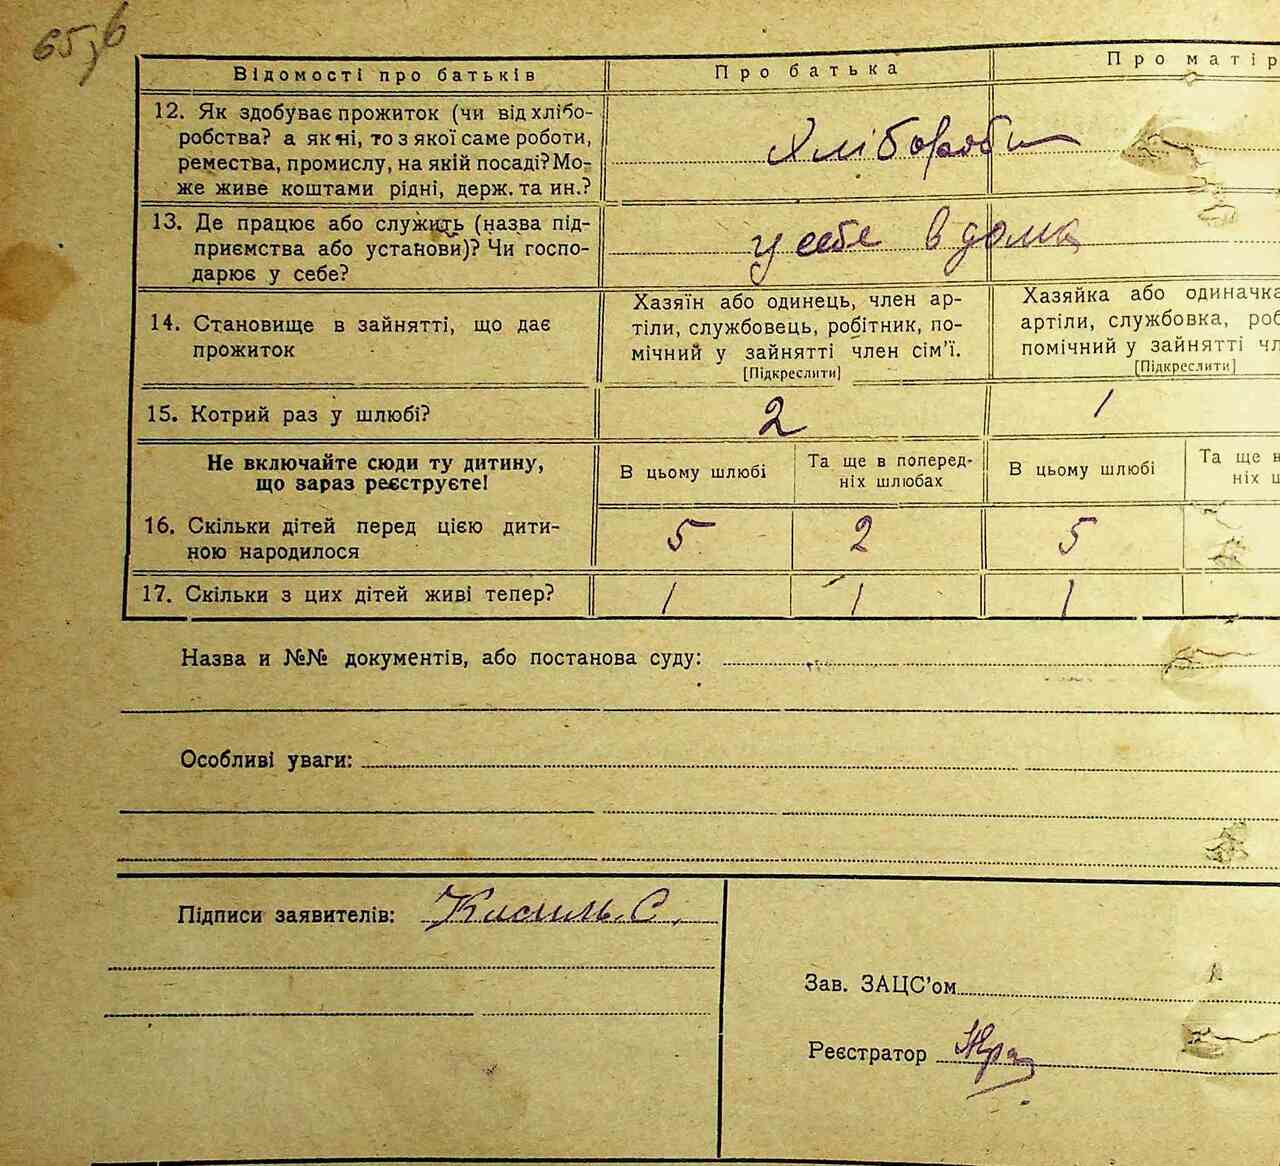 65,6
Відомості про батьків Про батька Про матір
12. Як здобуває прожиток (чи від хлібо-
робства? а як ні, то з якої саме роботи,
ремества, промислу, на якій посаді? Мо-
же живе коштами рідні, держ. та ин.?
Хлібороби
13. Де працює або служить (назва під-
приємства або установи)? Чи госпо-
дарює у себе?
у себе в дома
14. Становище в зайнятті, що дає
прожиток
Хазяїн або одинець, член ар-
тіли, службовець, робітник, по-
мічний у зайнятті член сім'ї.
[Підкреслити]
Хазяйка або одиначка
артіли, службовка, роб
помічний у зайнятті чл
[Підкреслити]
15. Котрий раз у шлюбі? 2 1
Не включайте сюди ту дитину,
що зараз реєструєте!
В цьому шлюбі
Та ще в поперед-
ніх шлюбах
В цьому шлюбі
Та ще в
ніх ш
16. Скільки дітей перед цією дити-
ною народилося
5 2 5
17. Скільки з цих дітей живі тепер? 1 1 1
Назва и №№ документів, або постанова суду:
Особливі уваги:
Підписи заявителів: С.
Зав. ЗАЦС'ом
Реєстратор